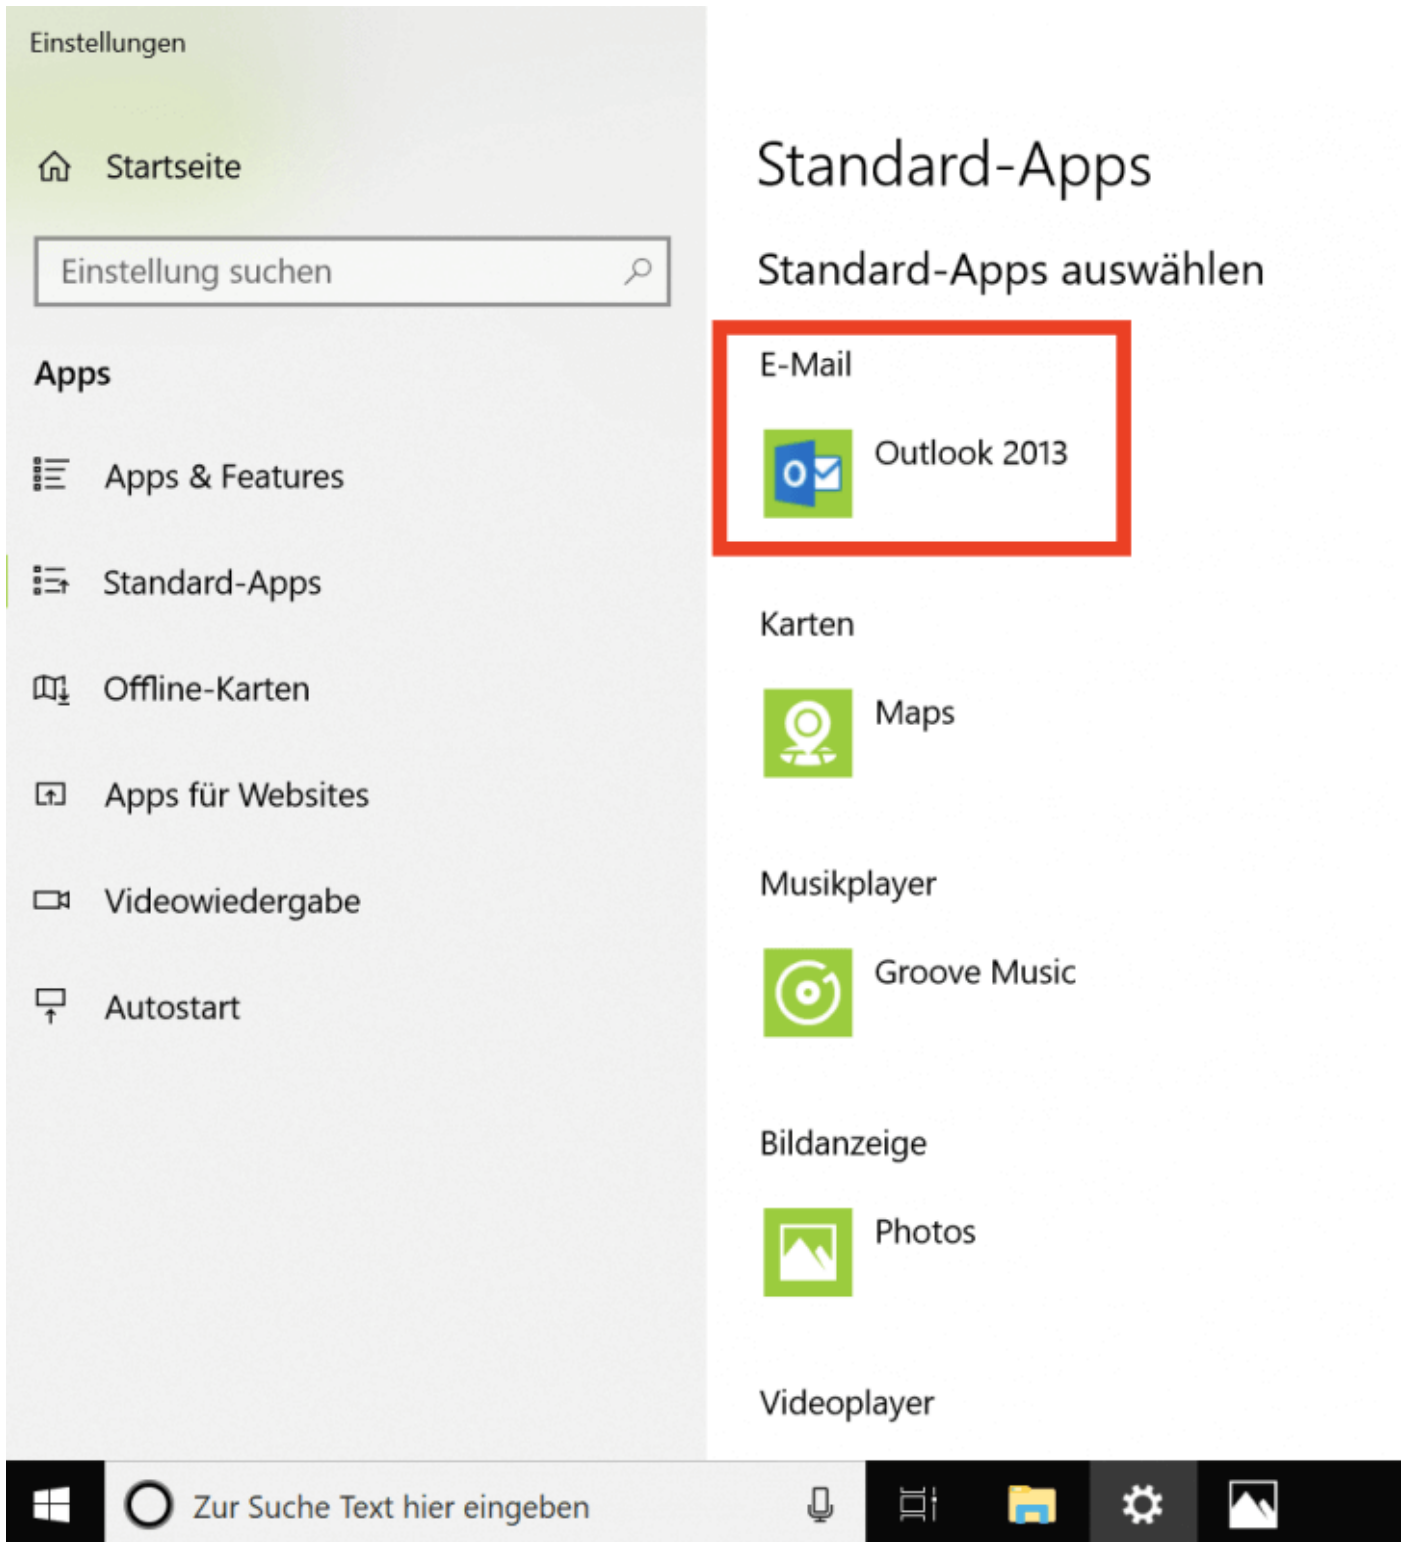 Einstellungen
Startseite
Einstellung suchen
Apps
Apps & Features
Standard-Apps
Offline-Karten
Apps für Websites
Videowiedergabe
Autostart
Standard-Apps
Standard-Apps auswählen
E-Mail
Outlook 2013
Karten
Maps
Musikplayer
Groove Music
Bildanzeige
Photos
Videoplayer
Zur Suche Text hier eingeben